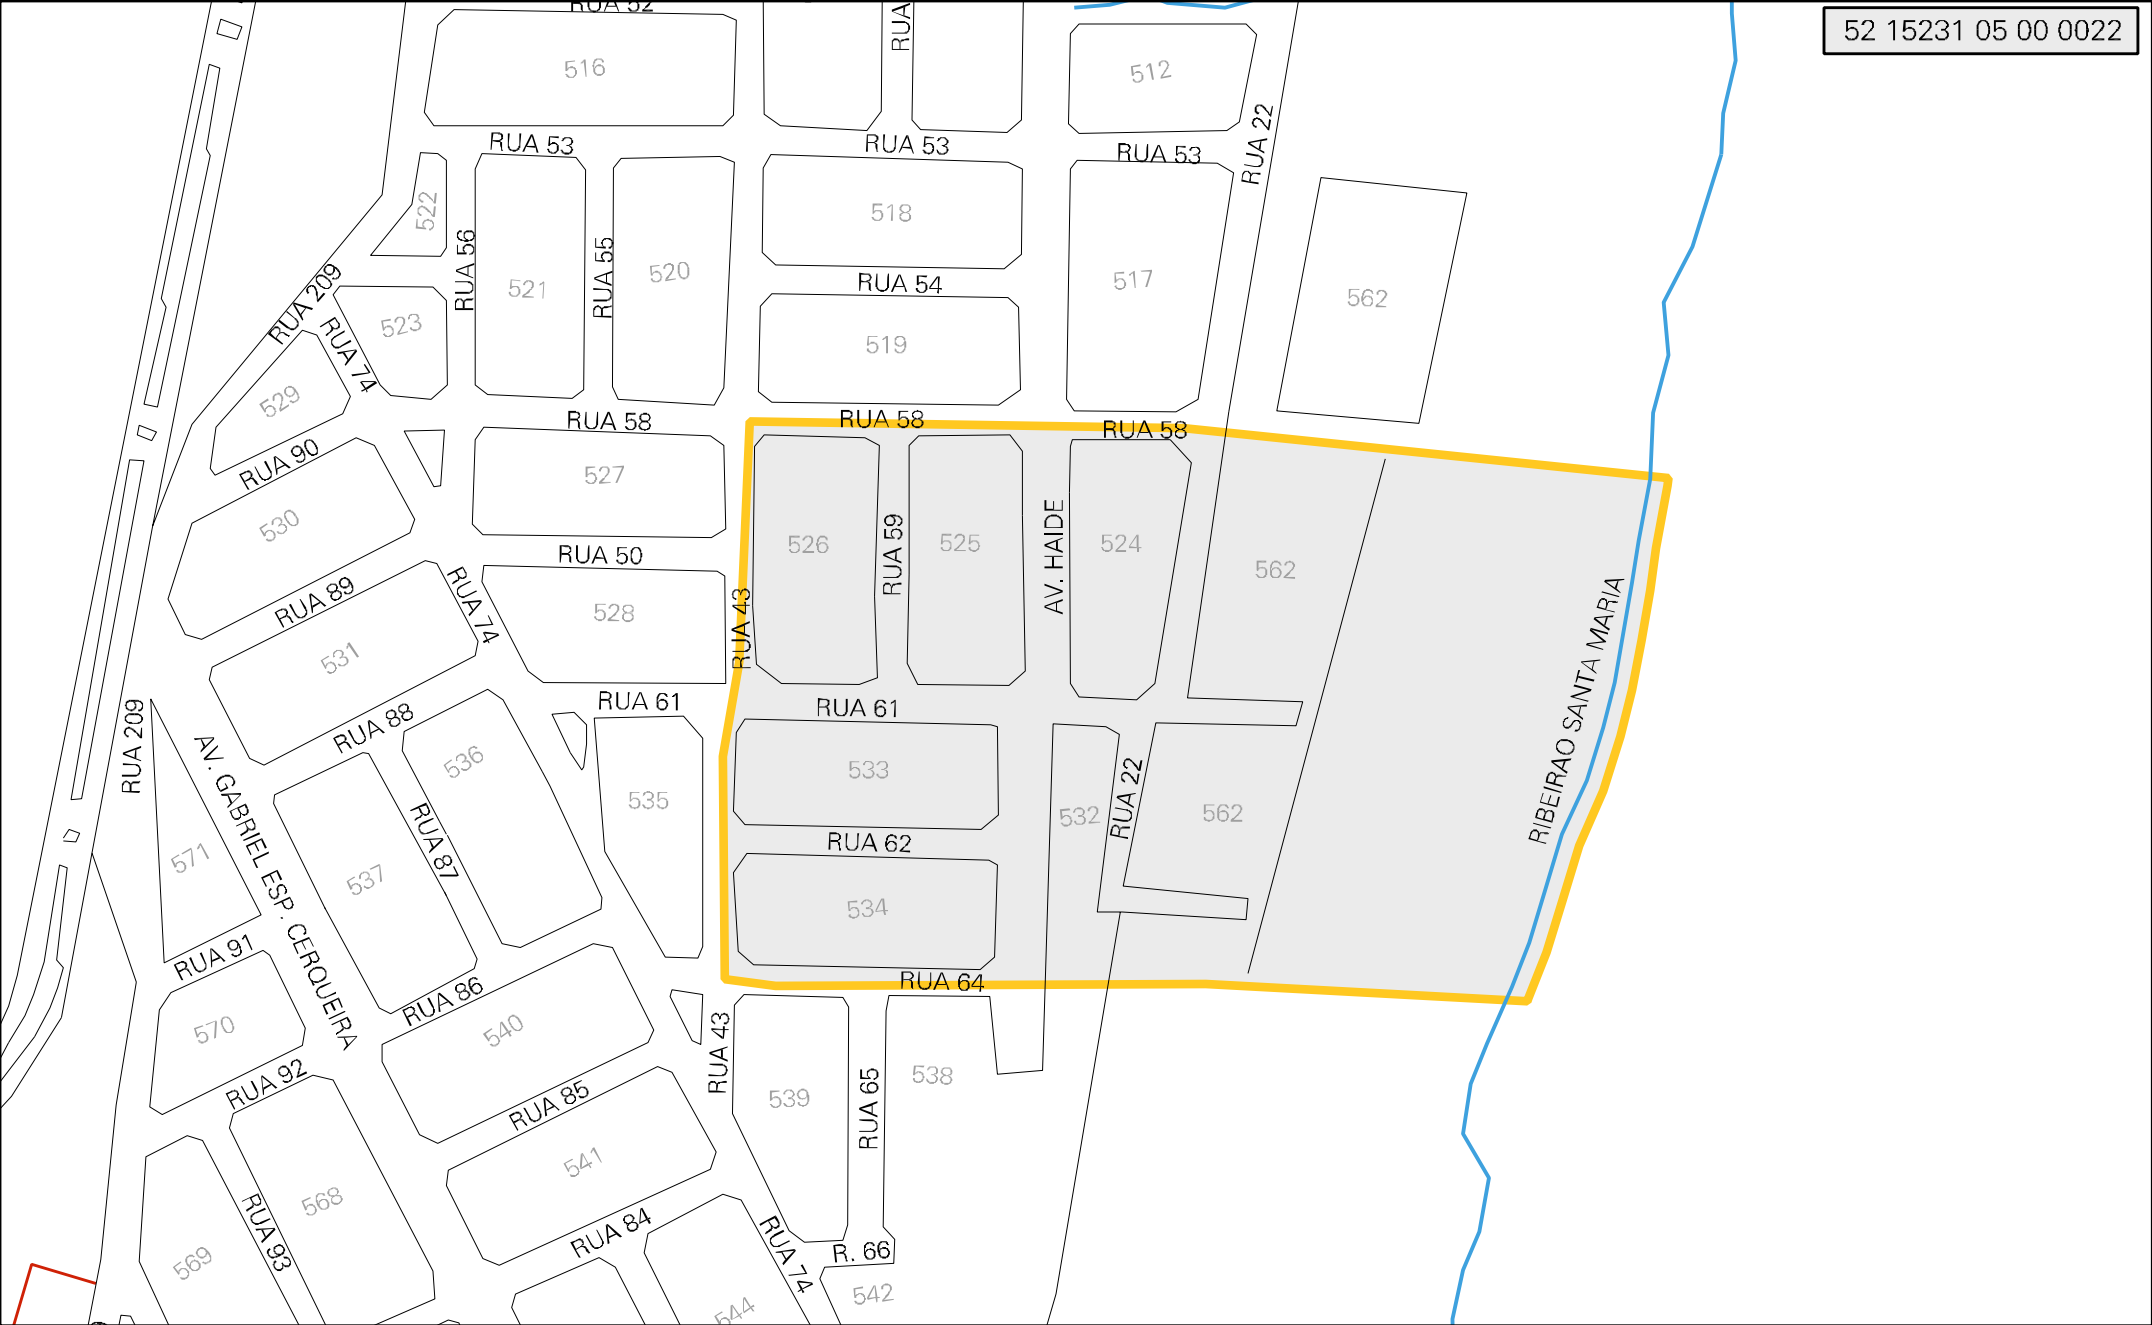 RUA 52
RUA
52 15231 05 00 0022
516
512
RUA 53
RUA 53
RUA 53
RUA 22
522
RUA 56
521
RUA 55
520
518
517
562
RUA 54
519
RUA 209
RUA 74
523
529
RUA 58
RUA 58
RUA 58
RUA 90
527
530
526
RUA 59
525
AV. HAIDE
524
562
RUA 50
RUA 89
RUA 74
528
RUA 43
531
RIBEIRAO SANTA MARIA
RUA 61
RUA 61
RUA 88
RUA 209
AV. GABRIEL ESP. CERQUEIRA
536
535
533
532
RUA 22
562
RUA 87
RUA 62
571
537
534
RUA 91
RUA 86
RUA 64
570
540
RUA 43
539
RUA 65
538
RUA 92
RUA 85
541
568
RUA 93
569
RUA 84
RUA 74
R. 66
542
544